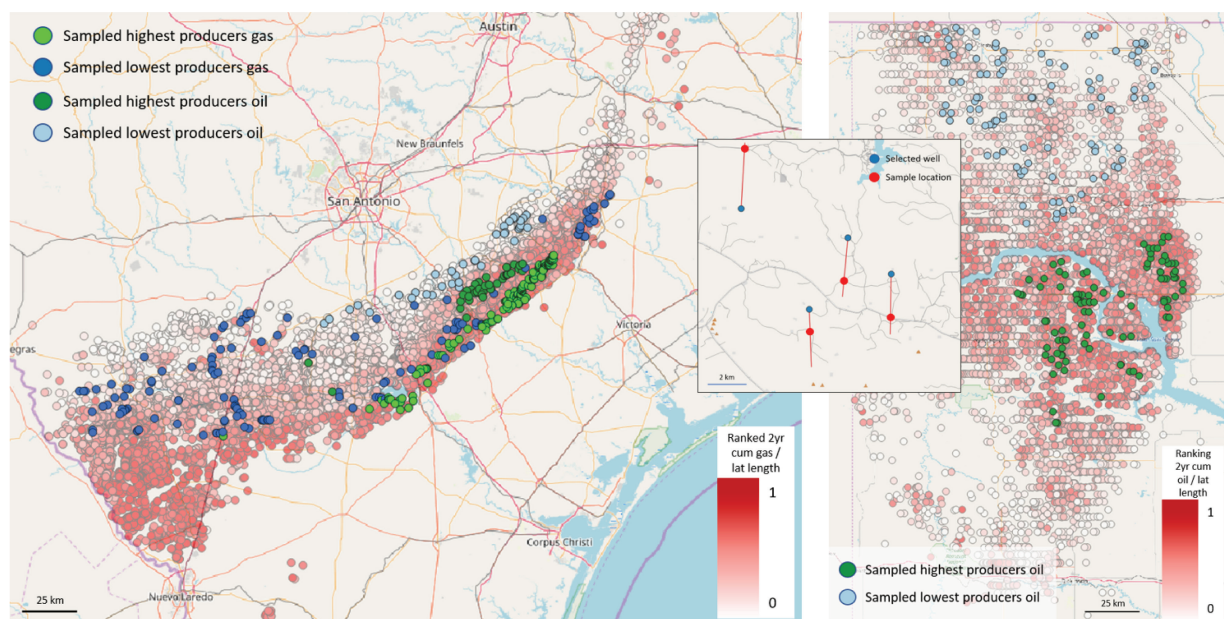 Sampled highest producers gas
Sampled lowest producers gas
Sampled highest producers oil
Sampled lowest producers oil
Austin
New Braunfels
San Antonio
Victoria
egras
Corpus Christi
Nuevo Laredo
25 km
Ranked 2yr
cum gas /
lat length
1
0
Selected well
Sample location
2 km
Ranking
2yr cum
oil / lat
length
1
0
Sampled highest producers oil
Sampled lowest producers oil
25 km